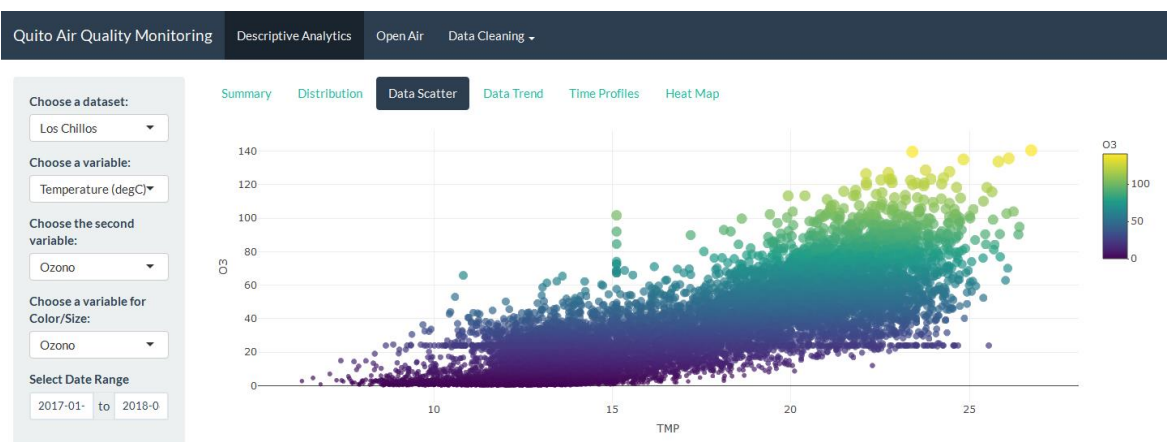 Quito Air Quality Monitoring
Descriptive Analytics
Open Air
Data Cleaning
Choose a dataset:
Los Chillos
Choose a variable:
Temperature (degC)
Choose the second
variable:
Ozono
Choose a variable for
Color/Size:
Ozono
Select Date Range
2017-01- to 2018-0
Summary
Distribution
Data Scatter
Data Trend
Time Profiles
Heat Map
140
120
100
80
60
40
20
0
O3
10
15
20
25
TMP
O3
100
50
0